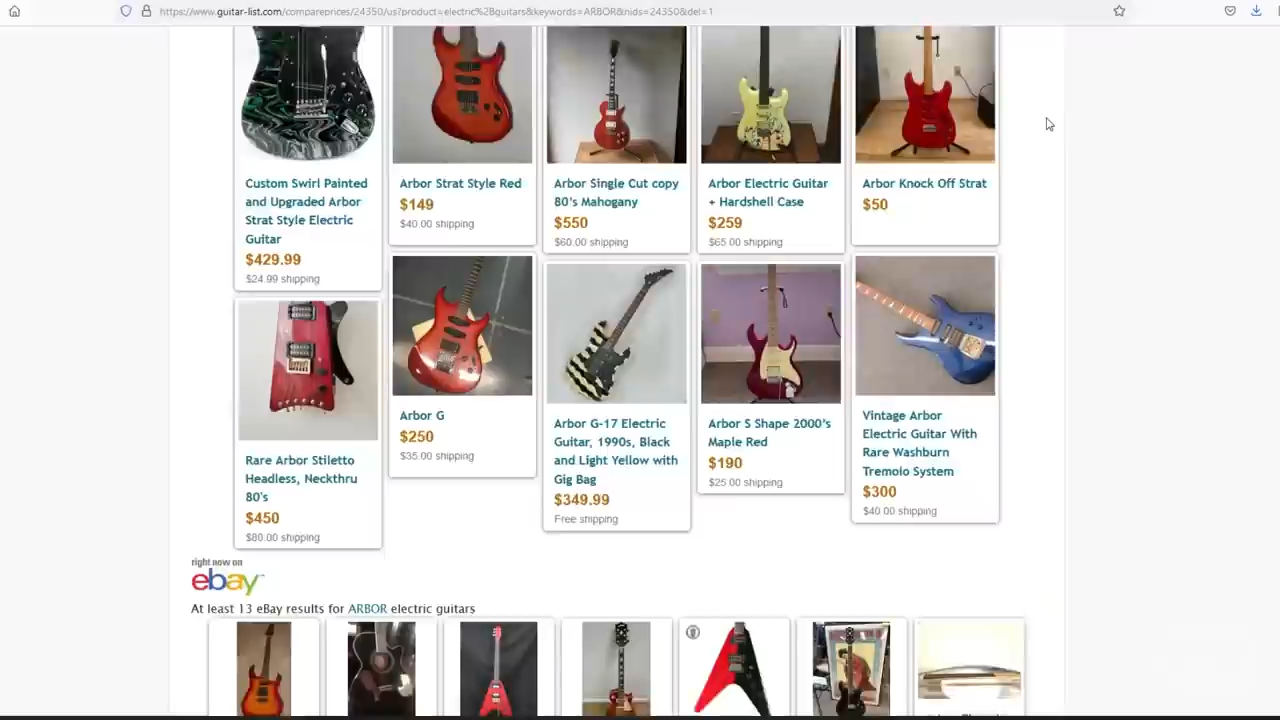 https://www.guitar-list.com/compareprices/24350/us?product=electric%2Bguitars&keywords=ARBOR&nids=24350&del=1
Custom Swirl Painted
and Upgraded Arbor
Strat Style Electric
Guitar
$429.99
$24.99 shipping
Arbor Strat Style Red
$149
$40.00 shipping
Arbor Single Cut copy
80's Mahogany
$550
$60.00 shipping
Arbor Electric Guitar
+ Hardshell Case
$259
$65.00 shipping
Arbor Knock Off Strat
$50
Rare Arbor Stiletto
Headless, Neckthru
80's
$450
$80.00 shipping
Arbor G
$250
$35.00 shipping
Arbor G-17 Electric
Guitar, 1990s, Black
and Light Yellow with
Gig Bag
$349.99
Free shipping
Arbor S Shape 2000's
Maple Red
$190
$25.00 shipping
Vintage Arbor
Electric Guitar With
Rare Washburn
Tremolo System
$300
$40.00 shipping
right now on
ebay
At least 13 eBay results for ARBOR electric guitars